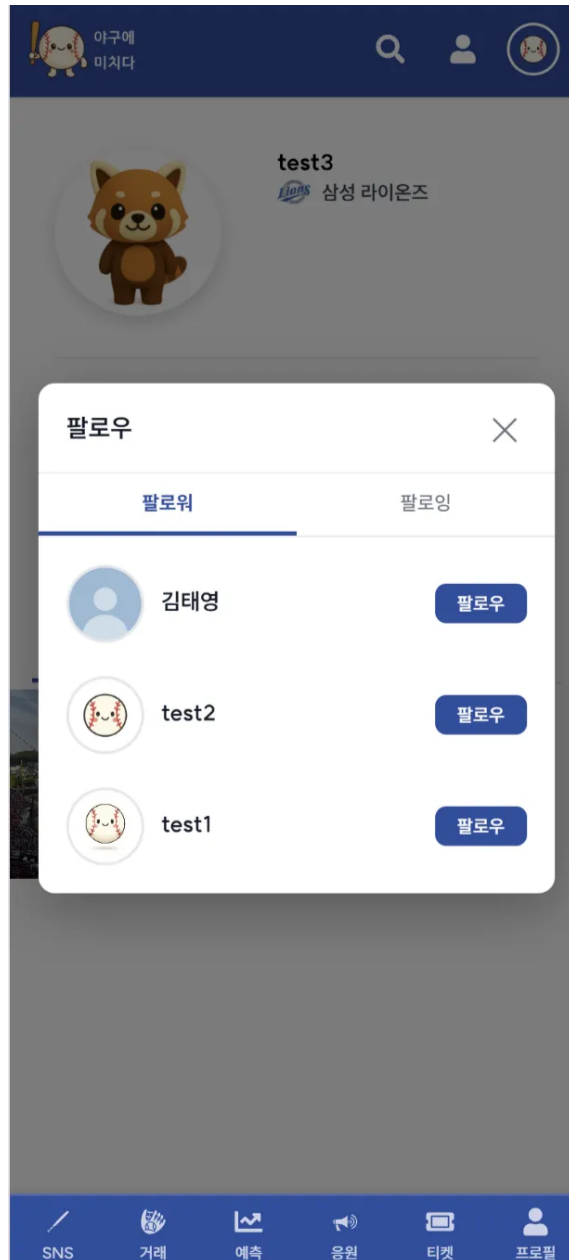 야구에
미치다
test3
Lions 삼성 라이온즈
팔로우
팔로워
팔로잉
김태영
팔로우
test2
팔로우
test1
팔로우
SNS
거래
예측
응원
티켓
프로필